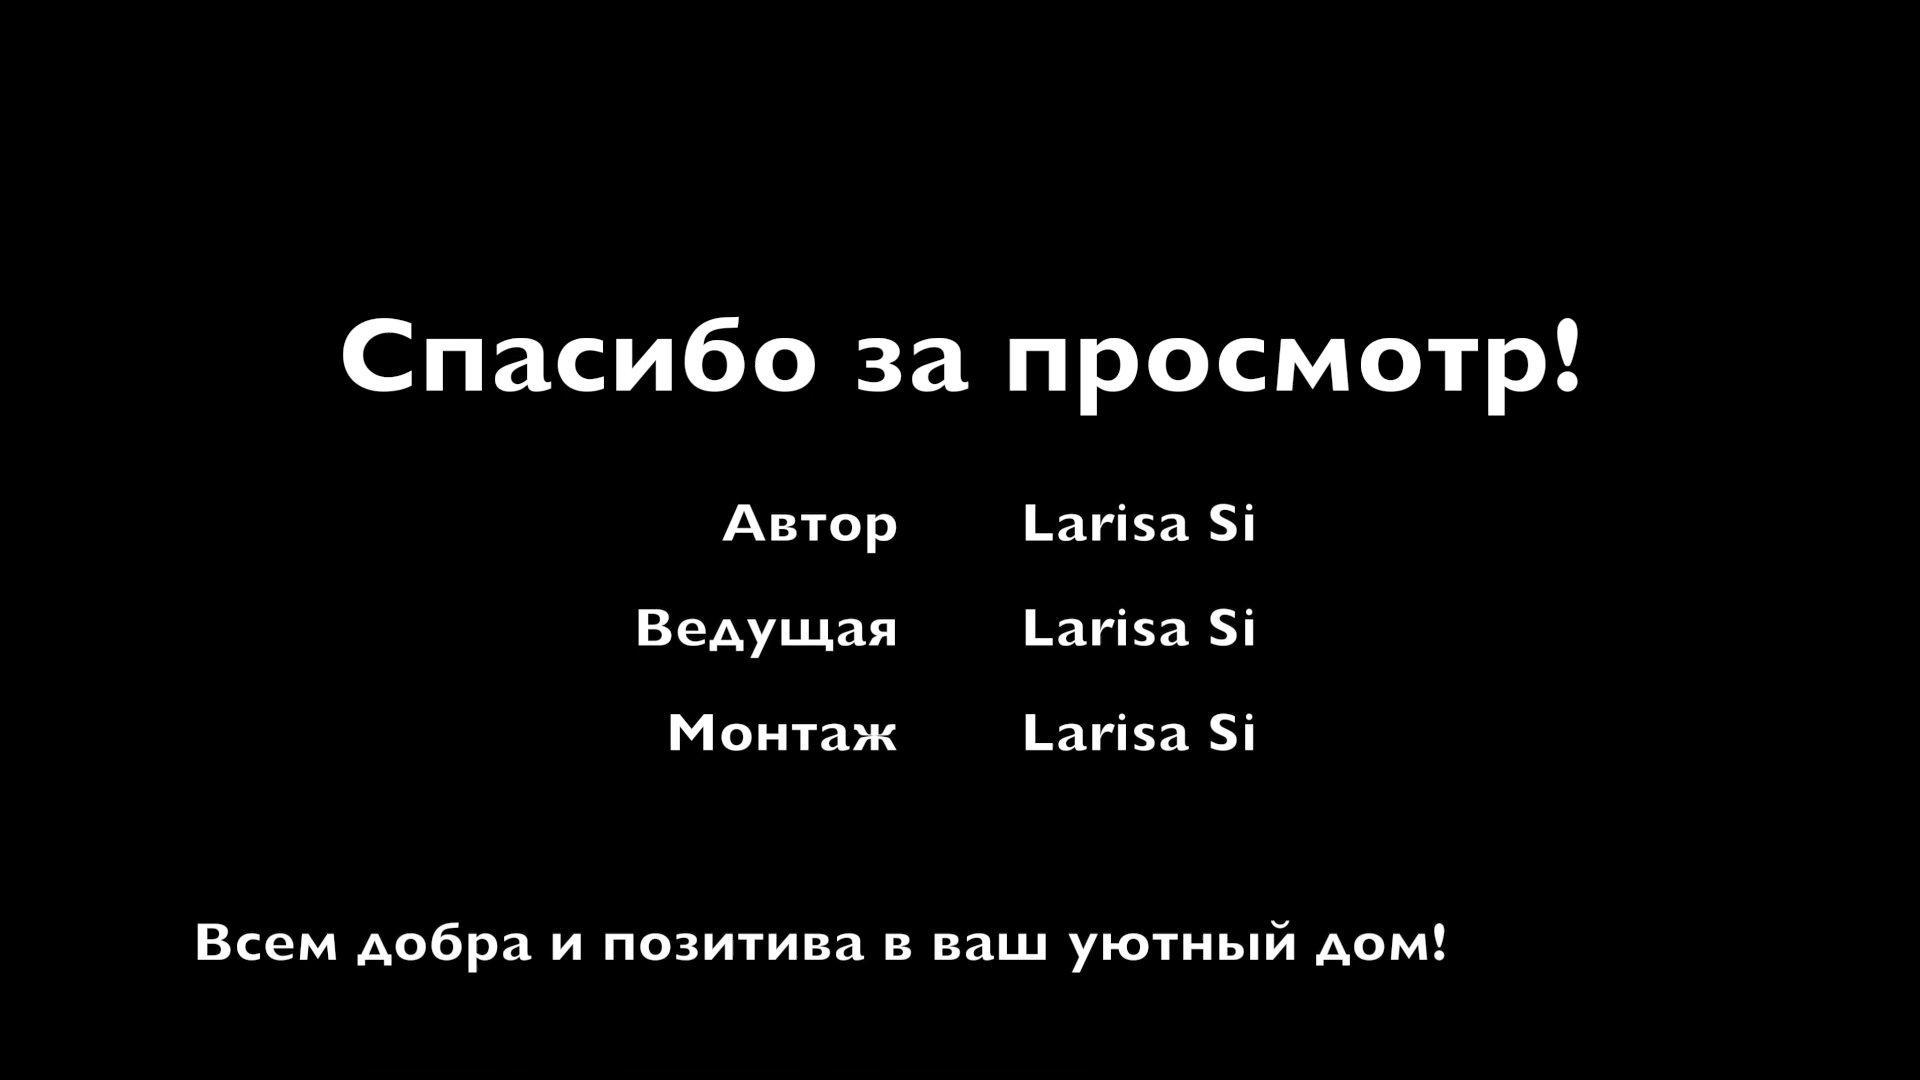 Спасибо за просмотр!
Автор Larisa Si
Ведущая Larisa Si
Монтаж Larisa Si
Всем добра и позитива в ваш уютный дом!